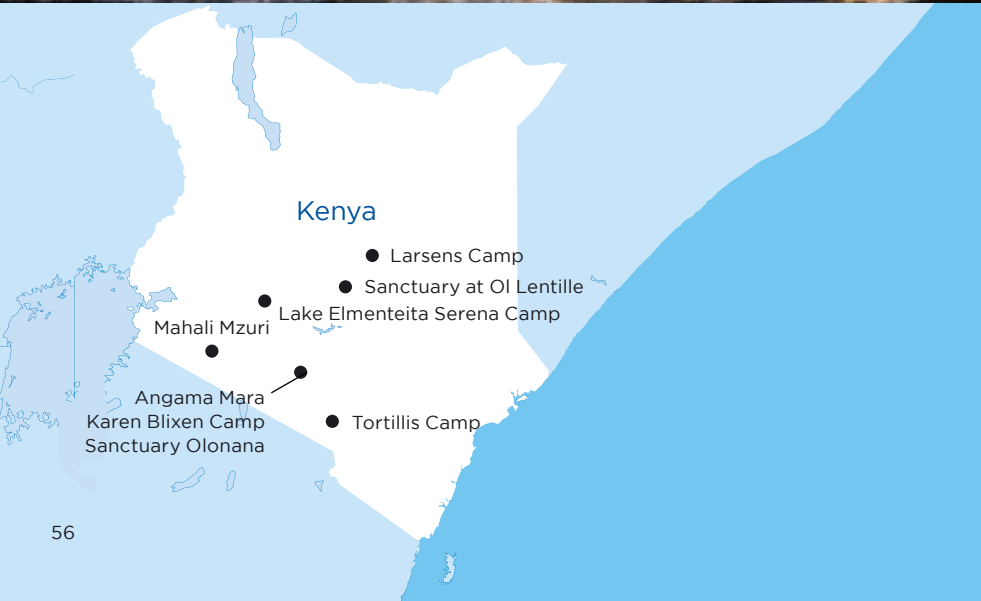 Kenya
Larsens Camp
Sanctuary at Ol Lentille
Lake Elmenteita Serena Camp
Mahali Mzuri
Angama Mara
Karen Blixen Camp
Sanctuary Olonana
Tortillis Camp
56